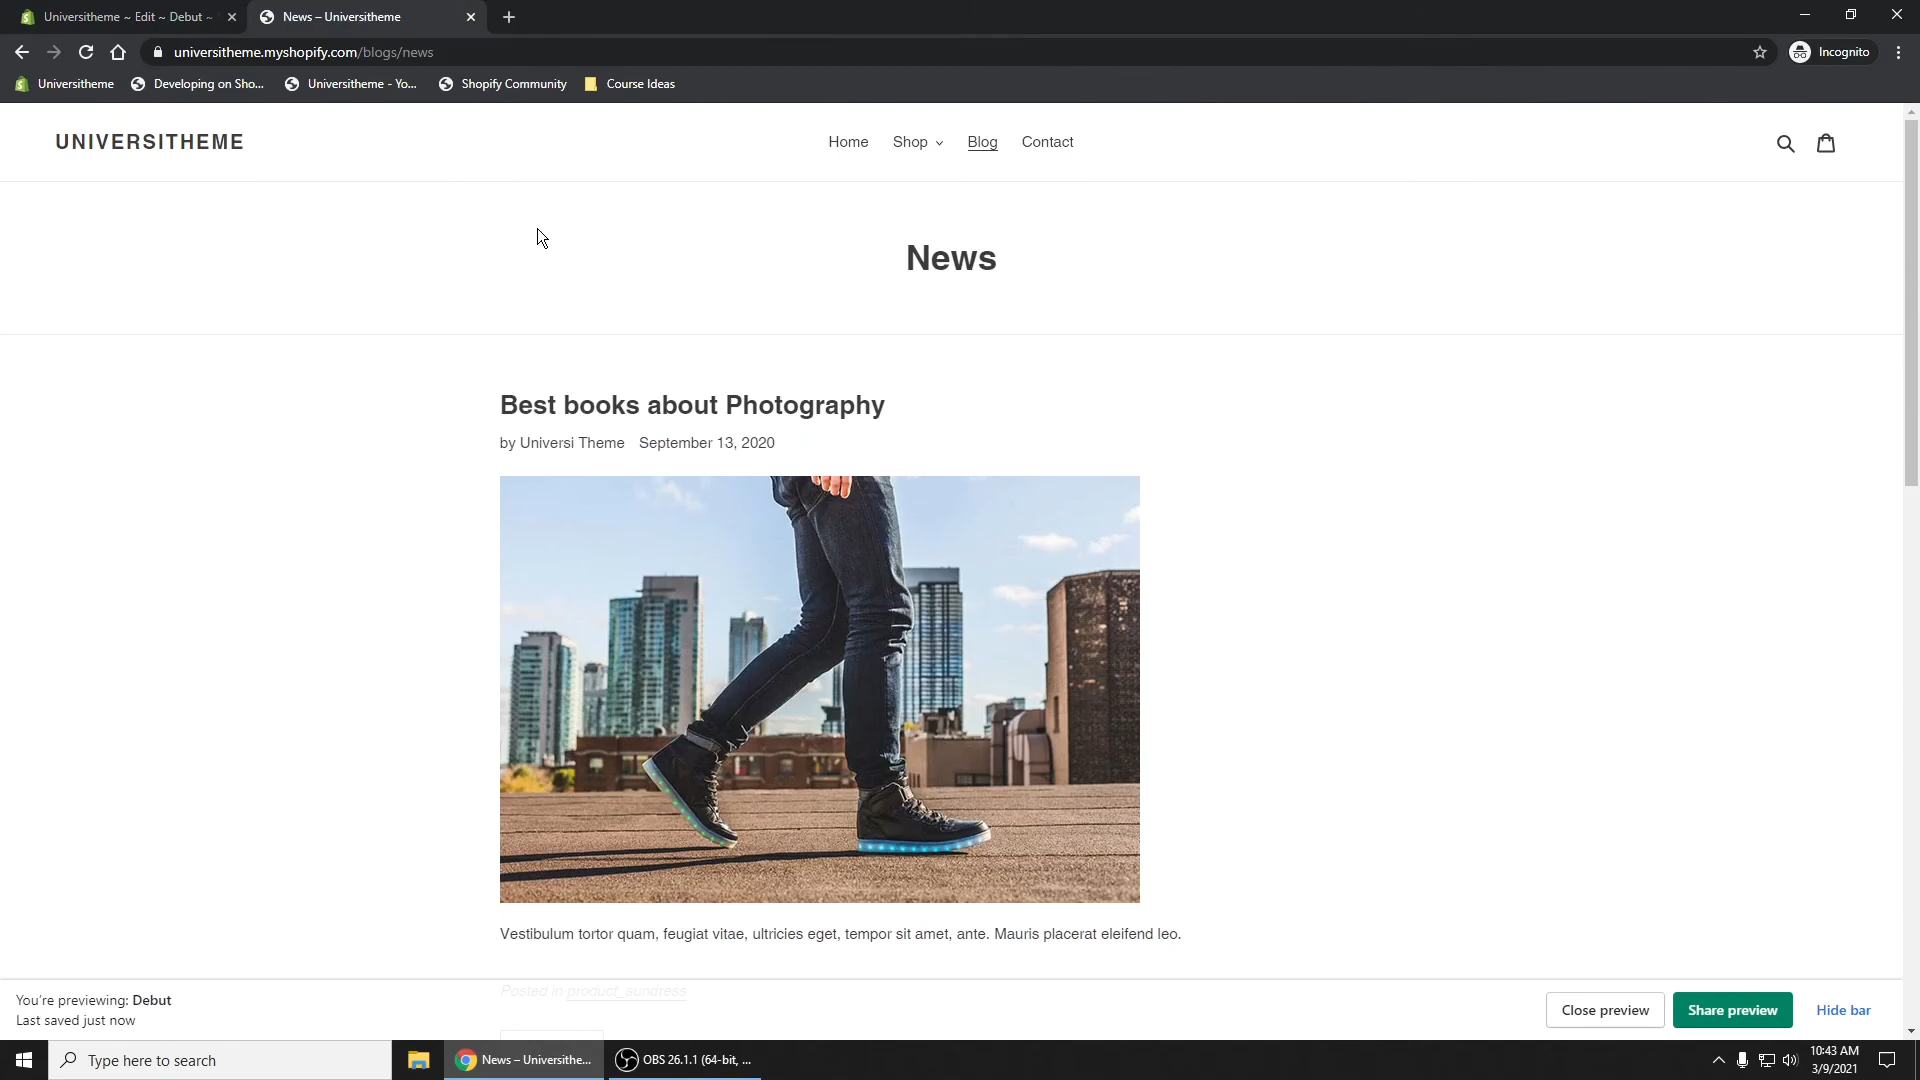 Universitheme ~ Edit ~ Debut ~
News – Universitheme
universitheme.myshopify.com/blogs/news
Incognito
Universitheme
Developing on Sho...
Universitheme - Yo...
Shopify Community
Course Ideas
UNIVERSITHEME
Home
Shop
Blog
Contact
News
Best books about Photography
by Universi Theme September 13, 2020
Vestibulum tortor quam, feugiat vitae, ultricies eget, tempor sit amet, ante. Mauris placerat eleifend leo.
Posted in product_sundress
You're previewing: Debut
Last saved just now
Close preview
Share preview
Hide bar
Type here to search
News – Universithe...
OBS 26.1.1 (64-bit, ...
10:43 AM
3/9/2021